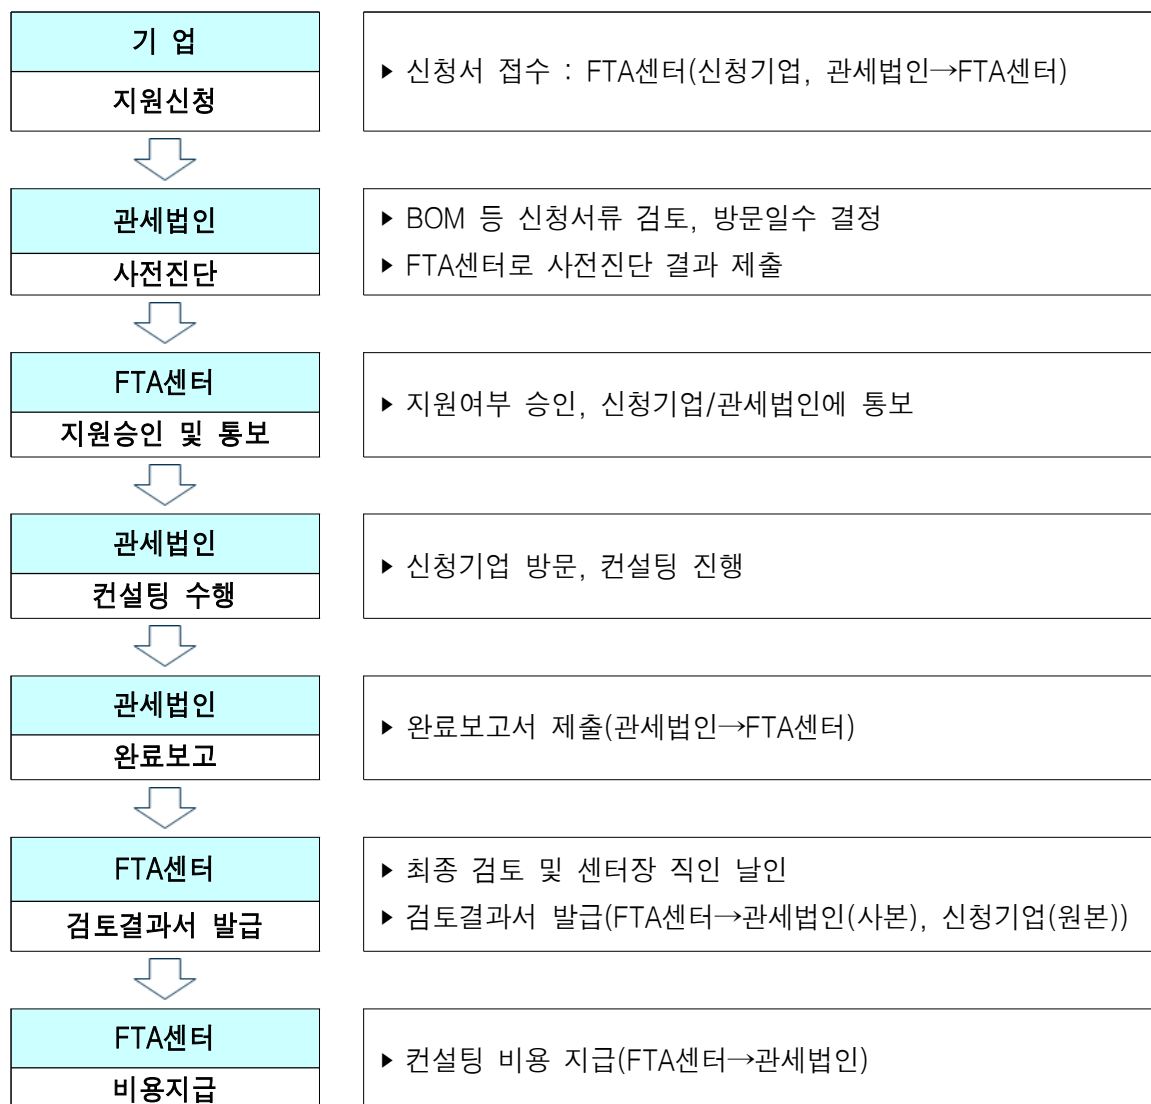 기 업
지원신청
▶ 신청서 접수 : FTA센터(신청기업, 관세법인→FTA센터)
관세법인
사전진단
▶ BOM 등 신청서류 검토, 방문일수 결정
▶ FTA센터로 사전진단 결과 제출
FTA센터
지원승인 및 통보
▶ 지원여부 승인, 신청기업/관세법인에 통보
관세법인
컨설팅 수행
▶ 신청기업 방문, 컨설팅 진행
관세법인
완료보고
▶ 완료보고서 제출(관세법인→FTA센터)
FTA센터
검토결과서 발급
▶ 최종 검토 및 센터장 직인 날인
▶ 검토결과서 발급(FTA센터→관세법인(사본), 신청기업(원본))
FTA센터
비용지급
▶ 컨설팅 비용 지급(FTA센터→관세법인)